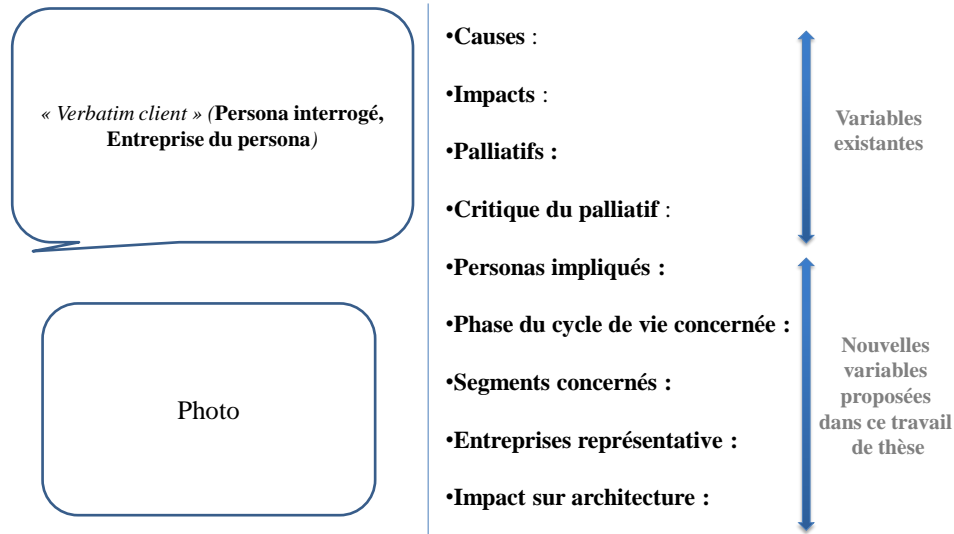 « Verbatim client » (Persona interrogé,
Entreprise du persona)
Photo
•Causes :
•Impacts :
•Palliatifs :
•Critique du palliatif :
•Personas impliqués :
•Phase du cycle de vie concernée :
•Segments concernés :
•Entreprises représentative :
•Impact sur architecture :
Variables
existantes
Nouvelles
variables
proposées
dans ce travail
de thèse